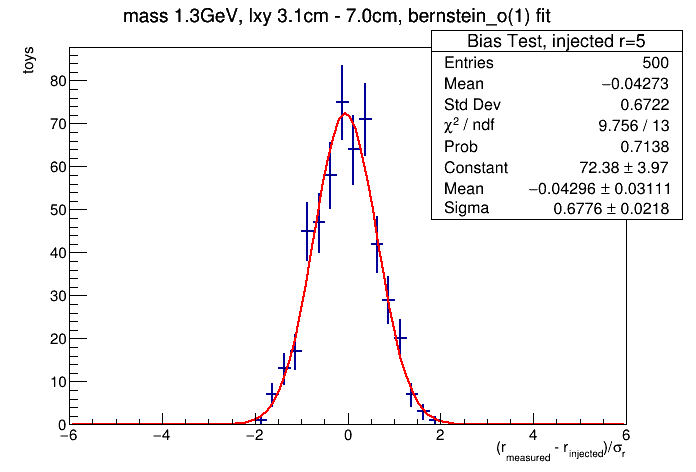 mass 1.3GeV, lxy 3.1cm - 7.0cm, bernstein_o(1) fit
Bias Test, injected r=5
Entries 500
Mean −0.04273
Std Dev 0.6722
χ² / ndf 9.756 / 13
Prob 0.7138
Constant 72.38 ± 3.97
Mean −0.04296 ± 0.03111
Sigma 0.6776 ± 0.0218
toys
80
70
60
50
40
30
20
10
0
−6 −4 −2 0 2 4 6
(r_measured - r_injected)/σ_r